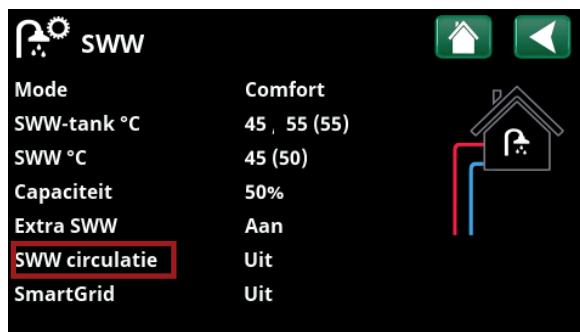 SWW
Mode Comfort
SWW-tank °C 45 , 55 (55)
SWW °C 45 (50)
Capaciteit 50%
Extra SWW Aan
SWW circulatie Uit
SmartGrid Uit